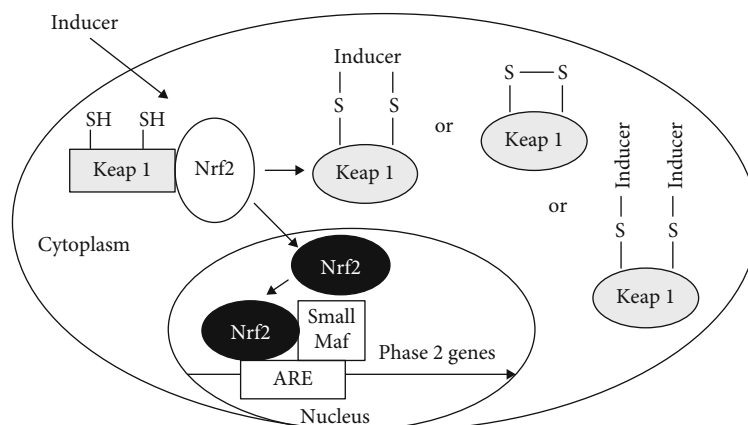 Inducer
SH SH
Keap 1
Nrf2
Inducer
S S
Keap 1
or
S S
Keap 1
or
Inducer Inducer
S S
Keap 1
Cytoplasm
Nrf2
Nrf2
Small
Maf
ARE
Phase 2 genes
Nucleus